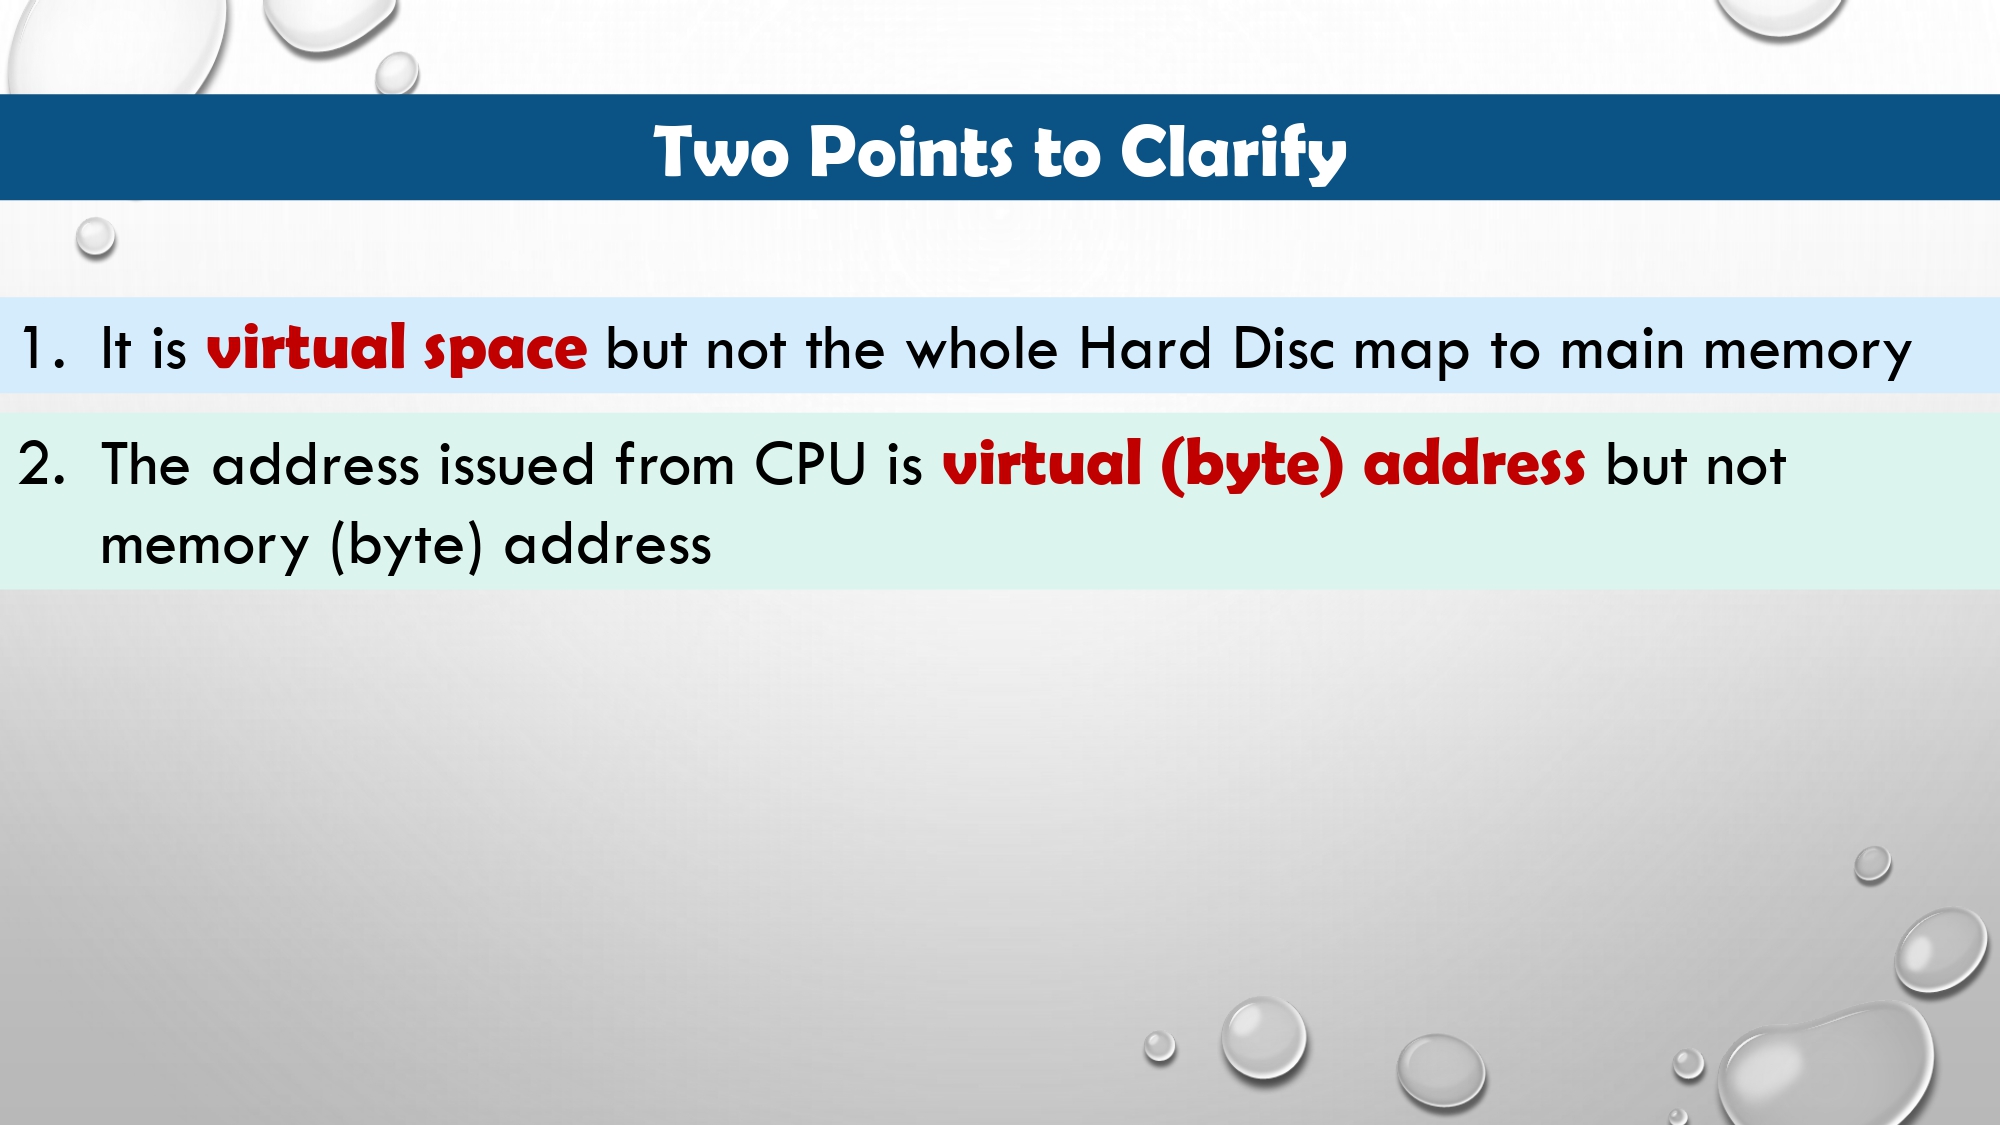 Two Points to Clarify
1. It is virtual space but not the whole Hard Disc map to main memory
2. The address issued from CPU is virtual (byte) address but not
memory (byte) address